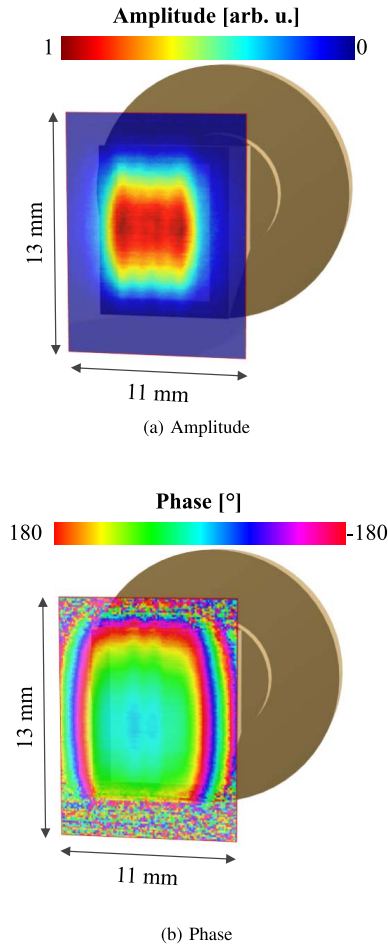 Amplitude [arb. u.]
1 0
13 mm
11 mm
(a) Amplitude
Phase [°]
180 -180
13 mm
11 mm
(b) Phase